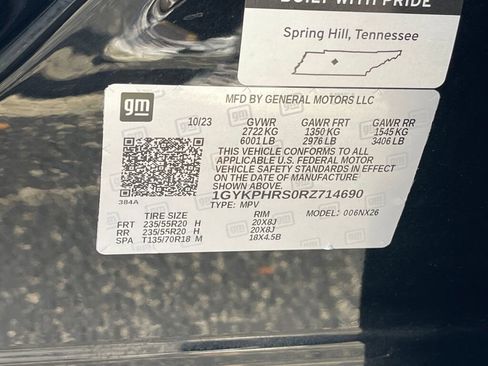 BUILT WITH PRIDE
Spring Hill, Tennessee
gm
MFD BY GENERAL MOTORS LLC
10/23 GVWR GAWR FRT GAWR RR
2722 KG 1350 KG 1545 KG
6001 LB 2976 LB 3406 LB
THIS VEHICLE CONFORMS TO ALL
APPLICABLE U.S. FEDERAL MOTOR
VEHICLE SAFETY STANDARDS IN EFFECT
ON THE DATE OF MANUFACTURE SHOWN ABOVE.
1GYKPHRS0RZ714690
384A
TYPE: MPV
TIRE SIZE RIM MODEL: 006NX26
FRT 235/55R20 H 20X8J
RR 235/55R20 H 20X8J
SPA T135/70R18 M 18X4.5B